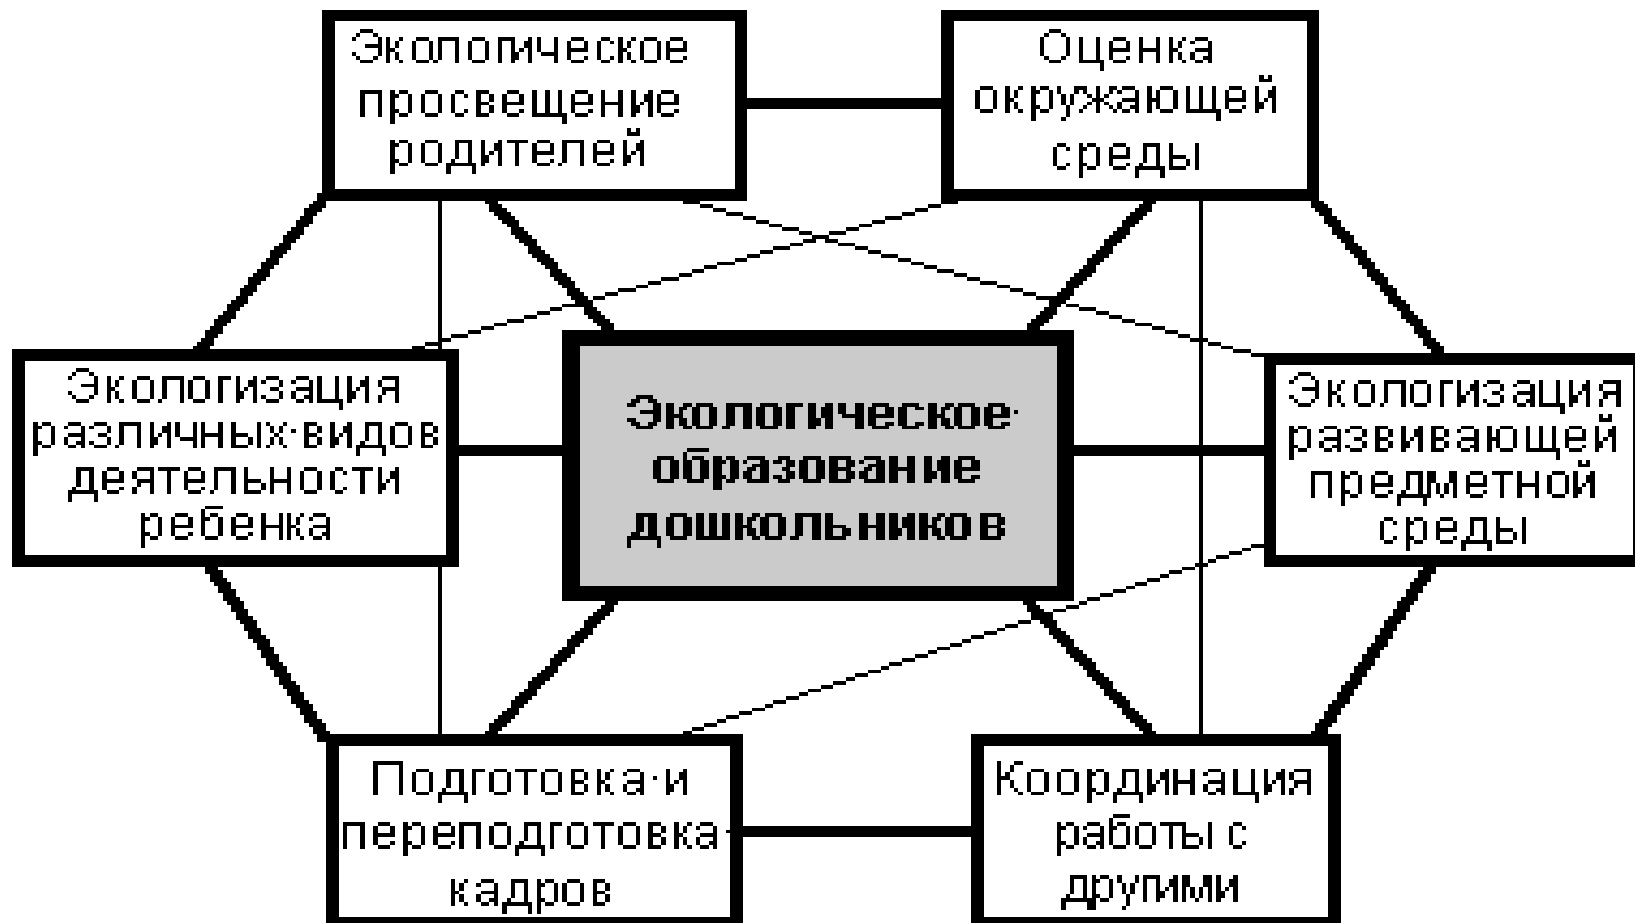 Экологическое
просвещение
родителей
Оценка
окружающей
среды
Экологизация
различных·видов
деятельности
ребенка
Экологическое·
образование
дошкольников
Экологизация
развивающей
предметной
среды
Подготовка·и
переподготовка·
кадров
Координация
работы с
другими